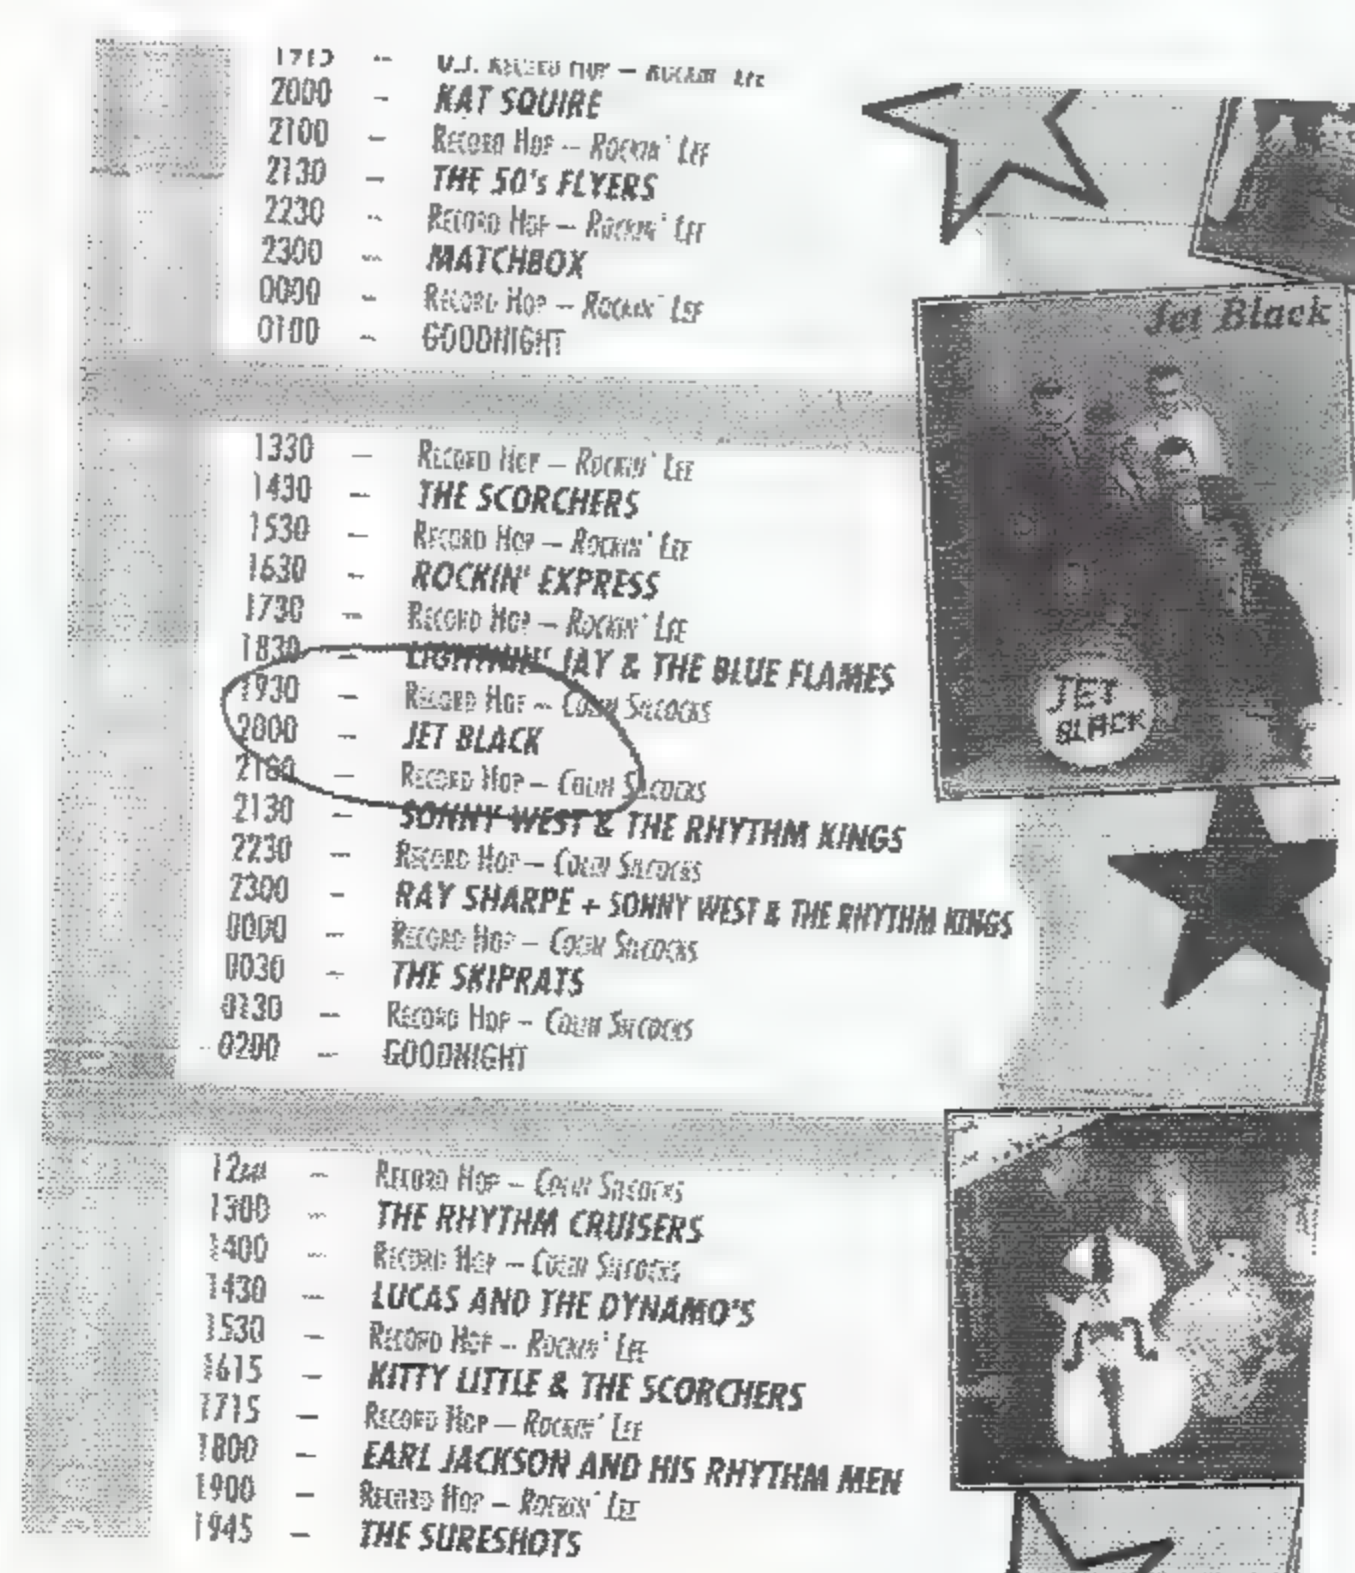 1715 – D.J. RECORD HOP – ROCKIN' LEE
2000 – KAT SQUIRE
2100 – RECORD HOP – ROCKIN' LEE
2130 – THE 50's FLYERS
2230 – RECORD HOP – ROCKIN' LEE
2300 – MATCHBOX
0000 – RECORD HOP – ROCKIN' LEE
0100 – GOODNIGHT
1330 – RECORD HOP – ROCKIN' LEE
1430 – THE SCORCHERS
1530 – RECORD HOP – ROCKIN' LEE
1630 – ROCKIN' EXPRESS
1730 – RECORD HOP – ROCKIN' LEE
1830 – LIGHTNIN' JAY & THE BLUE FLAMES
1930 – RECORD HOP – COLIN SILCOCKS
2000 – JET BLACK
2100 – RECORD HOP – COLIN SILCOCKS
2130 – SONNY WEST & THE RHYTHM KINGS
2230 – RECORD HOP – COLIN SILCOCKS
2300 – RAY SHARPE + SONNY WEST & THE RHYTHM KINGS
0000 – RECORD HOP – COLIN SILCOCKS
0030 – THE SKIPRATS
0130 – RECORD HOP – COLIN SILCOCKS
0200 – GOODNIGHT
12 – RECORD HOP – COLIN SILCOCKS
1300 – THE RHYTHM CRUISERS
1400 – RECORD HOP – COLIN SILCOCKS
1430 – LUCAS AND THE DYNAMO'S
1530 – RECORD HOP – ROCKIN' LEE
1615 – KITTY LITTLE & THE SCORCHERS
1715 – RECORD HOP – ROCKIN' LEE
1800 – EARL JACKSON AND HIS RHYTHM MEN
1900 – RECORD HOP – ROCKIN' LEE
1945 – THE SURESHOTS
Jet Black
JET
BLACK